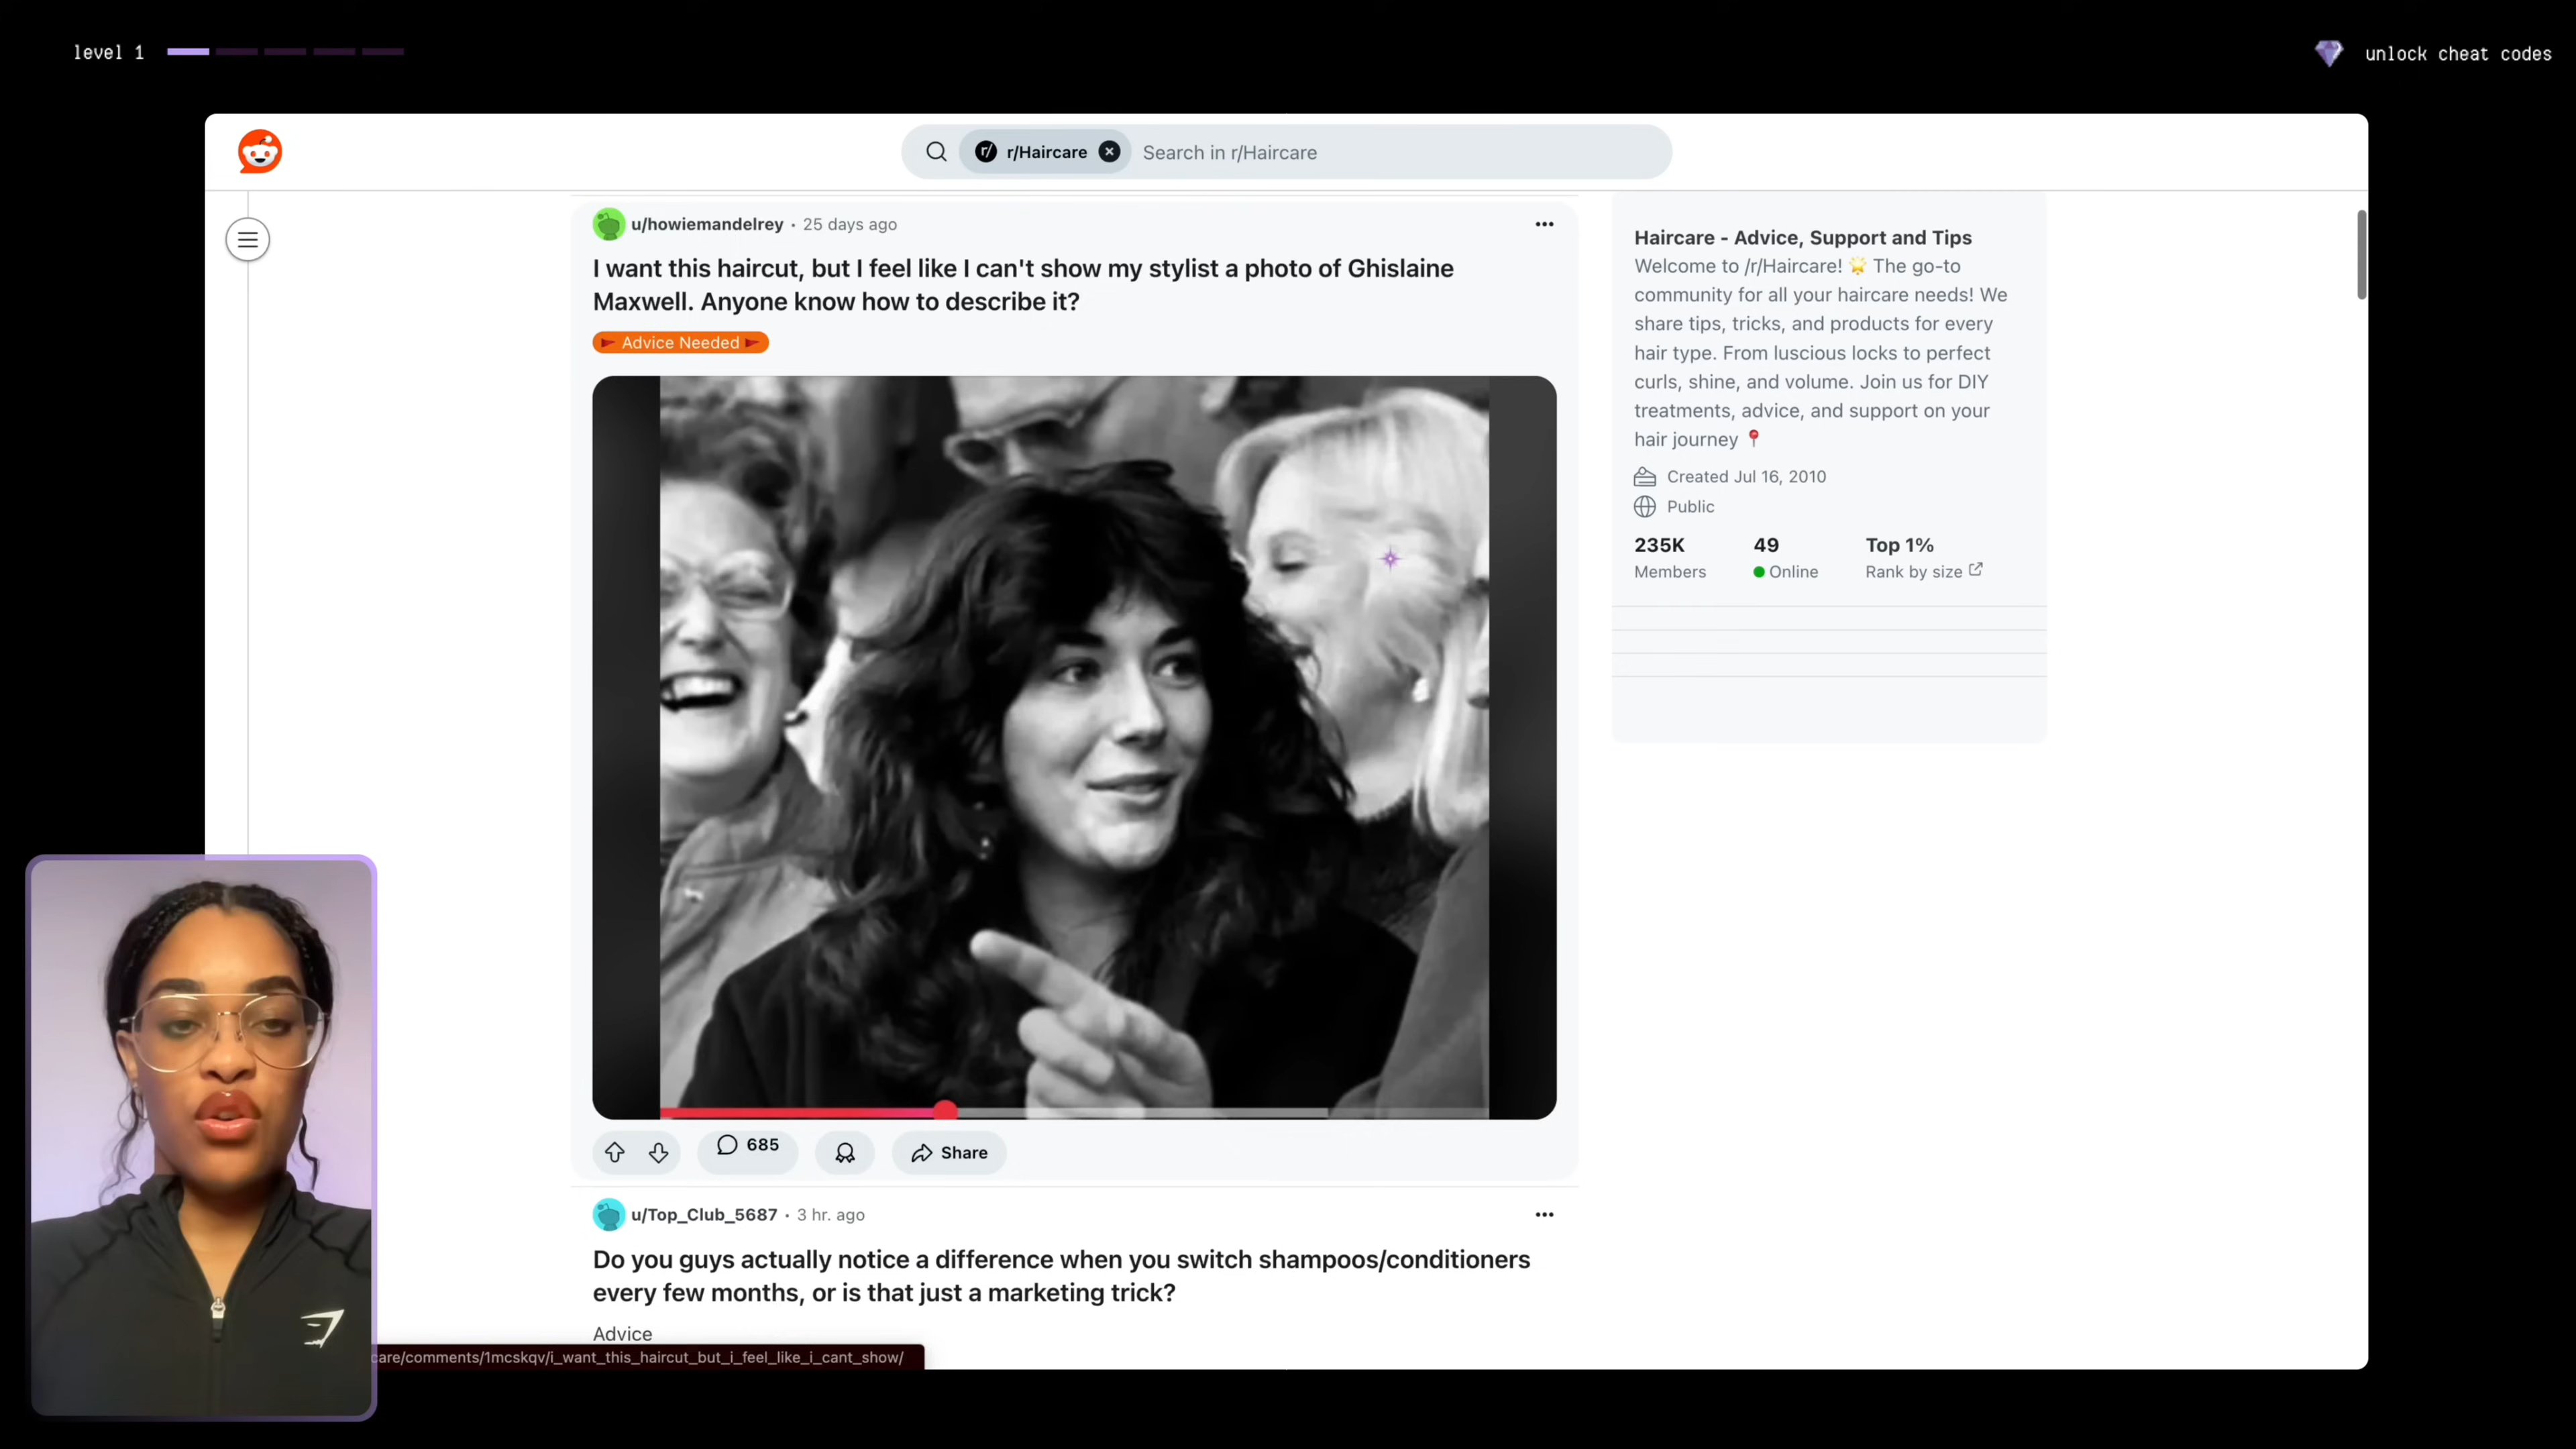 level 1
unlock cheat codes
r/ r/Haircare Search in r/Haircare
u/howiemandelrey • 25 days ago
I want this haircut, but I feel like I can't show my stylist a photo of Ghislaine
Maxwell. Anyone know how to describe it?
Advice Needed
685
Share
u/Top_Club_5687 • 3 hr. ago
Do you guys actually notice a difference when you switch shampoos/conditioners
every few months, or is that just a marketing trick?
Advice
care/comments/1mcskqv/i_want_this_haircut_but_i_feel_like_i_cant_show/
Haircare - Advice, Support and Tips
Welcome to /r/Haircare! 🌟 The go-to
community for all your haircare needs! We
share tips, tricks, and products for every
hair type. From luscious locks to perfect
curls, shine, and volume. Join us for DIY
treatments, advice, and support on your
hair journey 📍
Created Jul 16, 2010
Public
235K 49 Top 1%
Members Online Rank by size